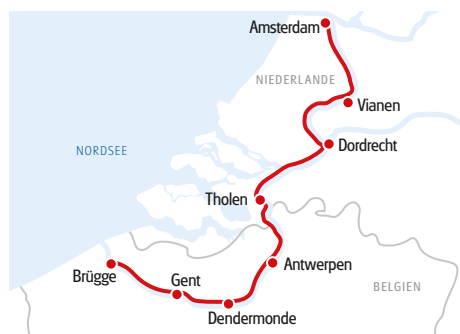 Amsterdam
NIEDERLANDE
Vianen
Dordrecht
NORDSEE
Tholen
Antwerpen
Brügge
Gent
BELGIEN
Dendermonde